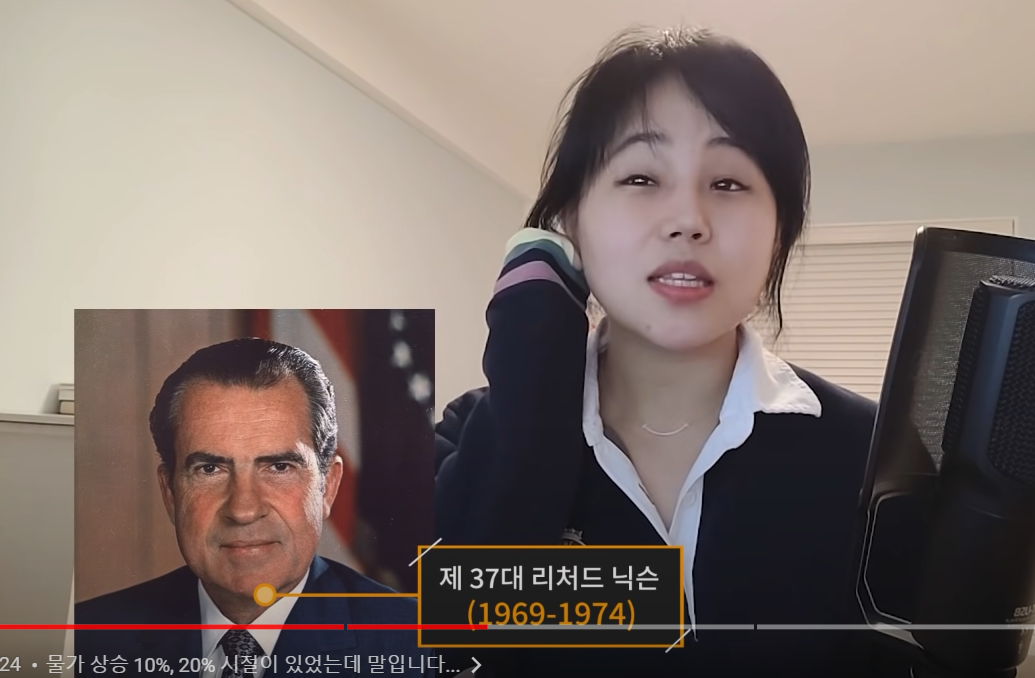 제 37대 리처드 닉슨
(1969-1974)
24 • 물가 상승 10%, 20% 시절이 있었는데 말입니다... >